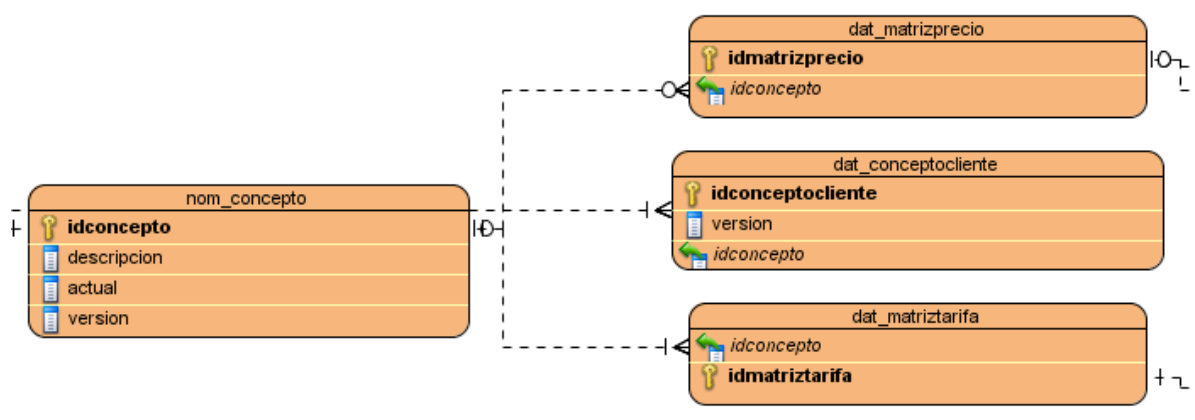 dat_matrizprecio
idmatrizprecio
idconcepto
dat_conceptocliente
idconceptocliente
version
idconcepto
nom_concepto
idconcepto
descripcion
actual
version
dat_matriztarifa
idconcepto
idmatriztarifa